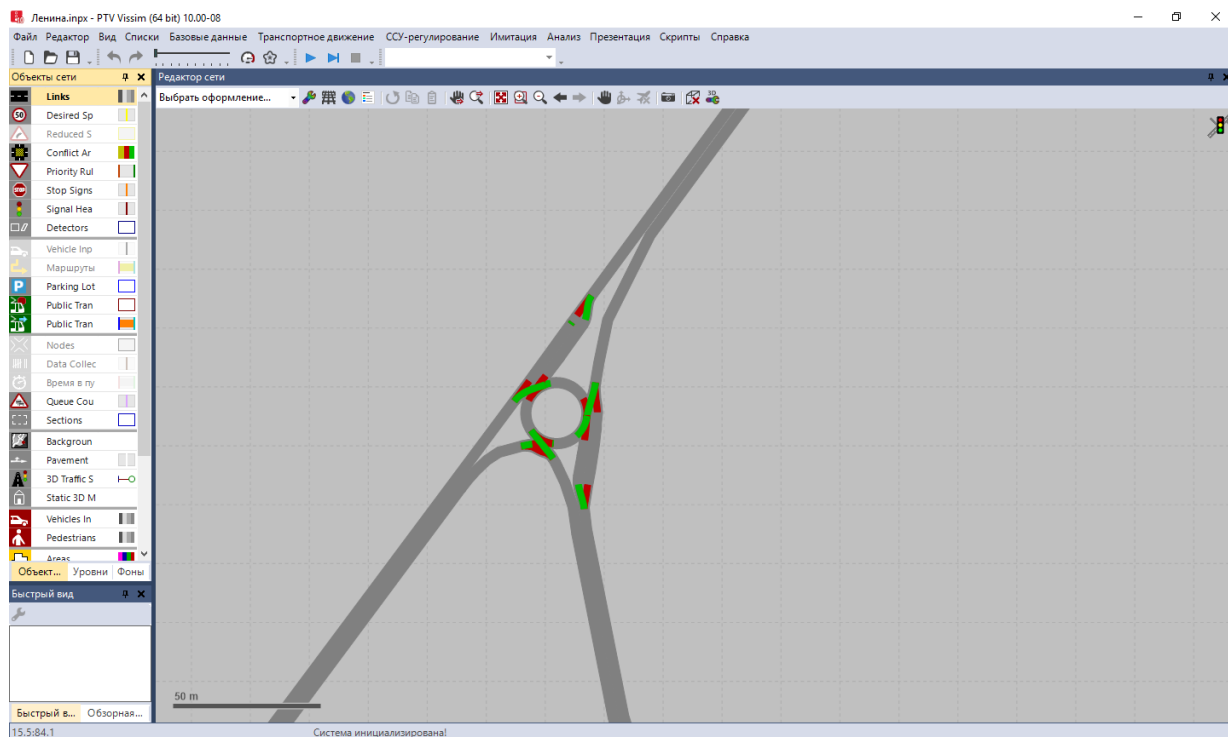 Ленина.inpx - PTV Vissim (64 bit) 10.00-08
Файл Редактор Вид Списки Базовые данные Транспортное движение ССУ-регулирование Имитация Анализ Презентация Скрипты Справка
Объекты сети
Редактор сети
Links
Выбрать оформление...
Desired Sp
Reduced S
Conflict Ar
Priority Rul
Stop Signs
Signal Hea
Detectors
Vehicle Inp
Маршруты
Parking Lot
Public Tran
Public Tran
Nodes
Data Collec
Время в пу
Queue Cou
Sections
Backgroun
Pavement
3D Traffic S
Static 3D M
Vehicles In
Pedestrians
Areas
Объект... Уровни Фоны
Быстрый вид
50 m
Быстрый в... Обзорная...
15.5:84.1 Система инициализирована!